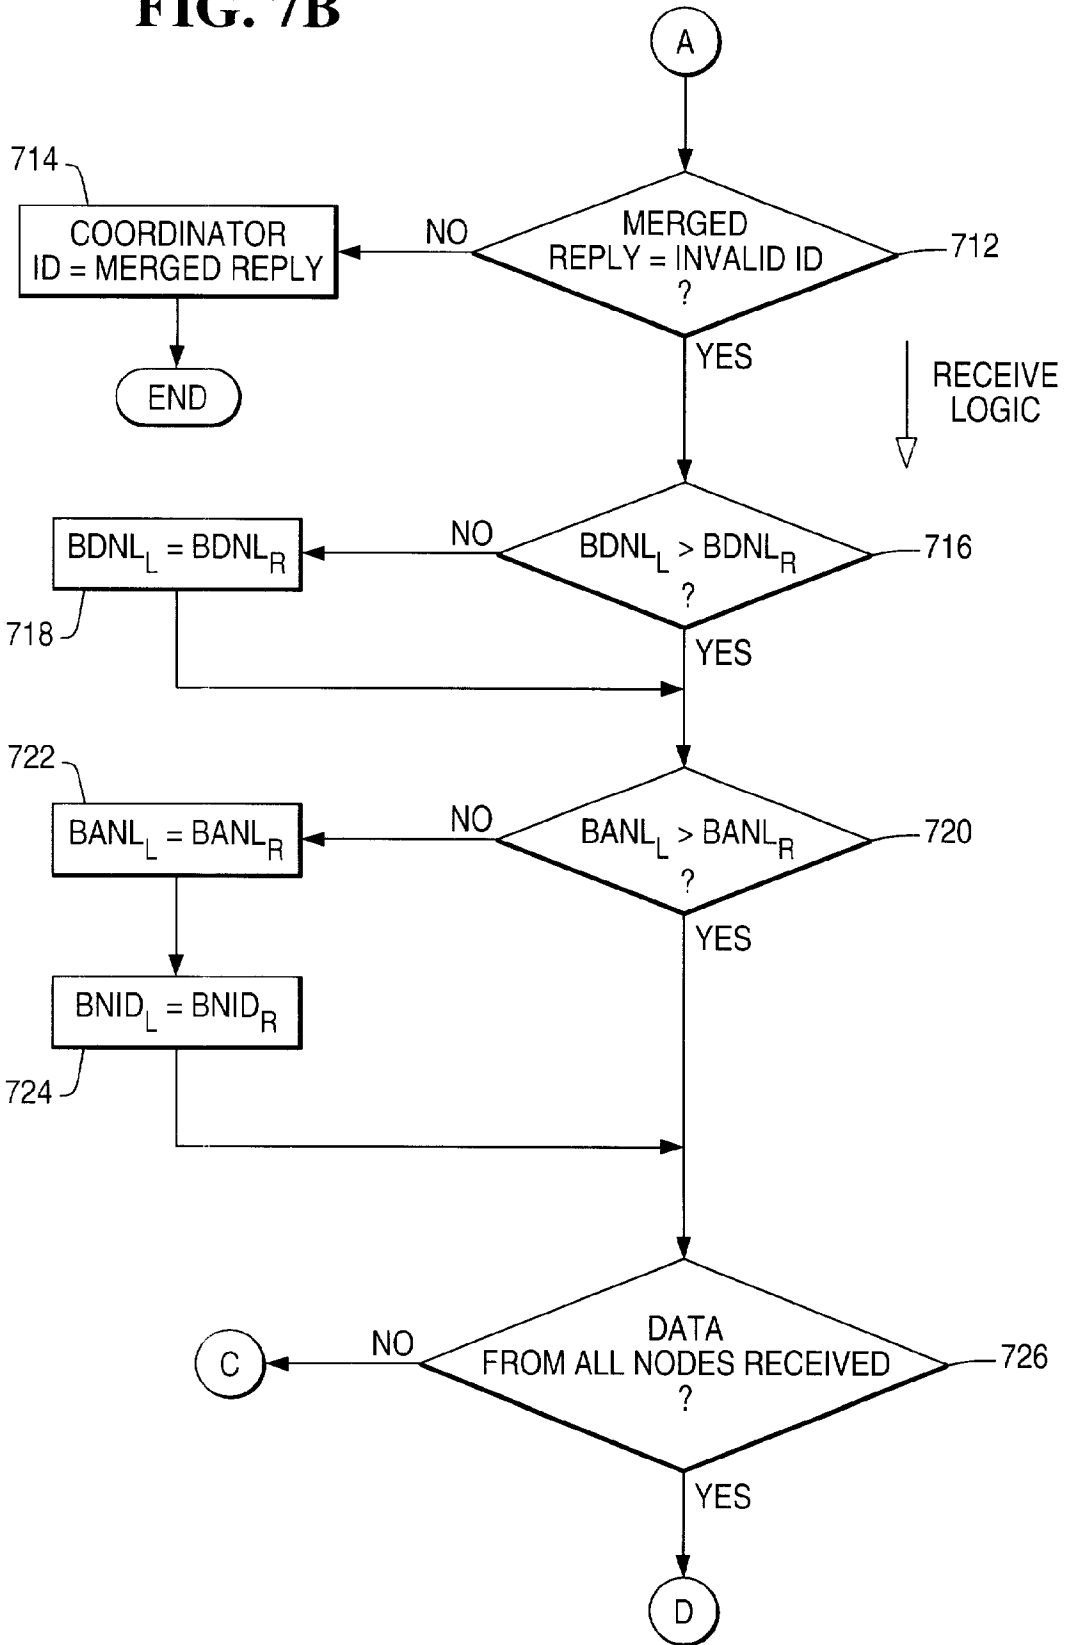 FIG. 7B
A
714
COORDINATOR
ID = MERGED REPLY
NO
MERGED
REPLY = INVALID ID
?
712
YES
END
RECEIVE
LOGIC
BDNL_L = BDNL_R
NO
BDNL_L > BDNL_R
?
716
718
YES
722
BANL_L = BANL_R
NO
BANL_L > BANL_R
?
720
YES
BNID_L = BNID_R
724
C
NO
DATA
FROM ALL NODES RECEIVED
?
726
YES
D